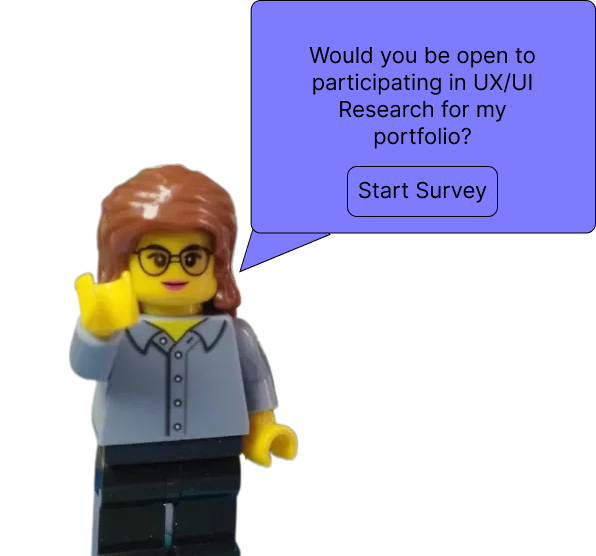 Would you be open to
participating in UX/UI
Research for my
portfolio?
Start Survey